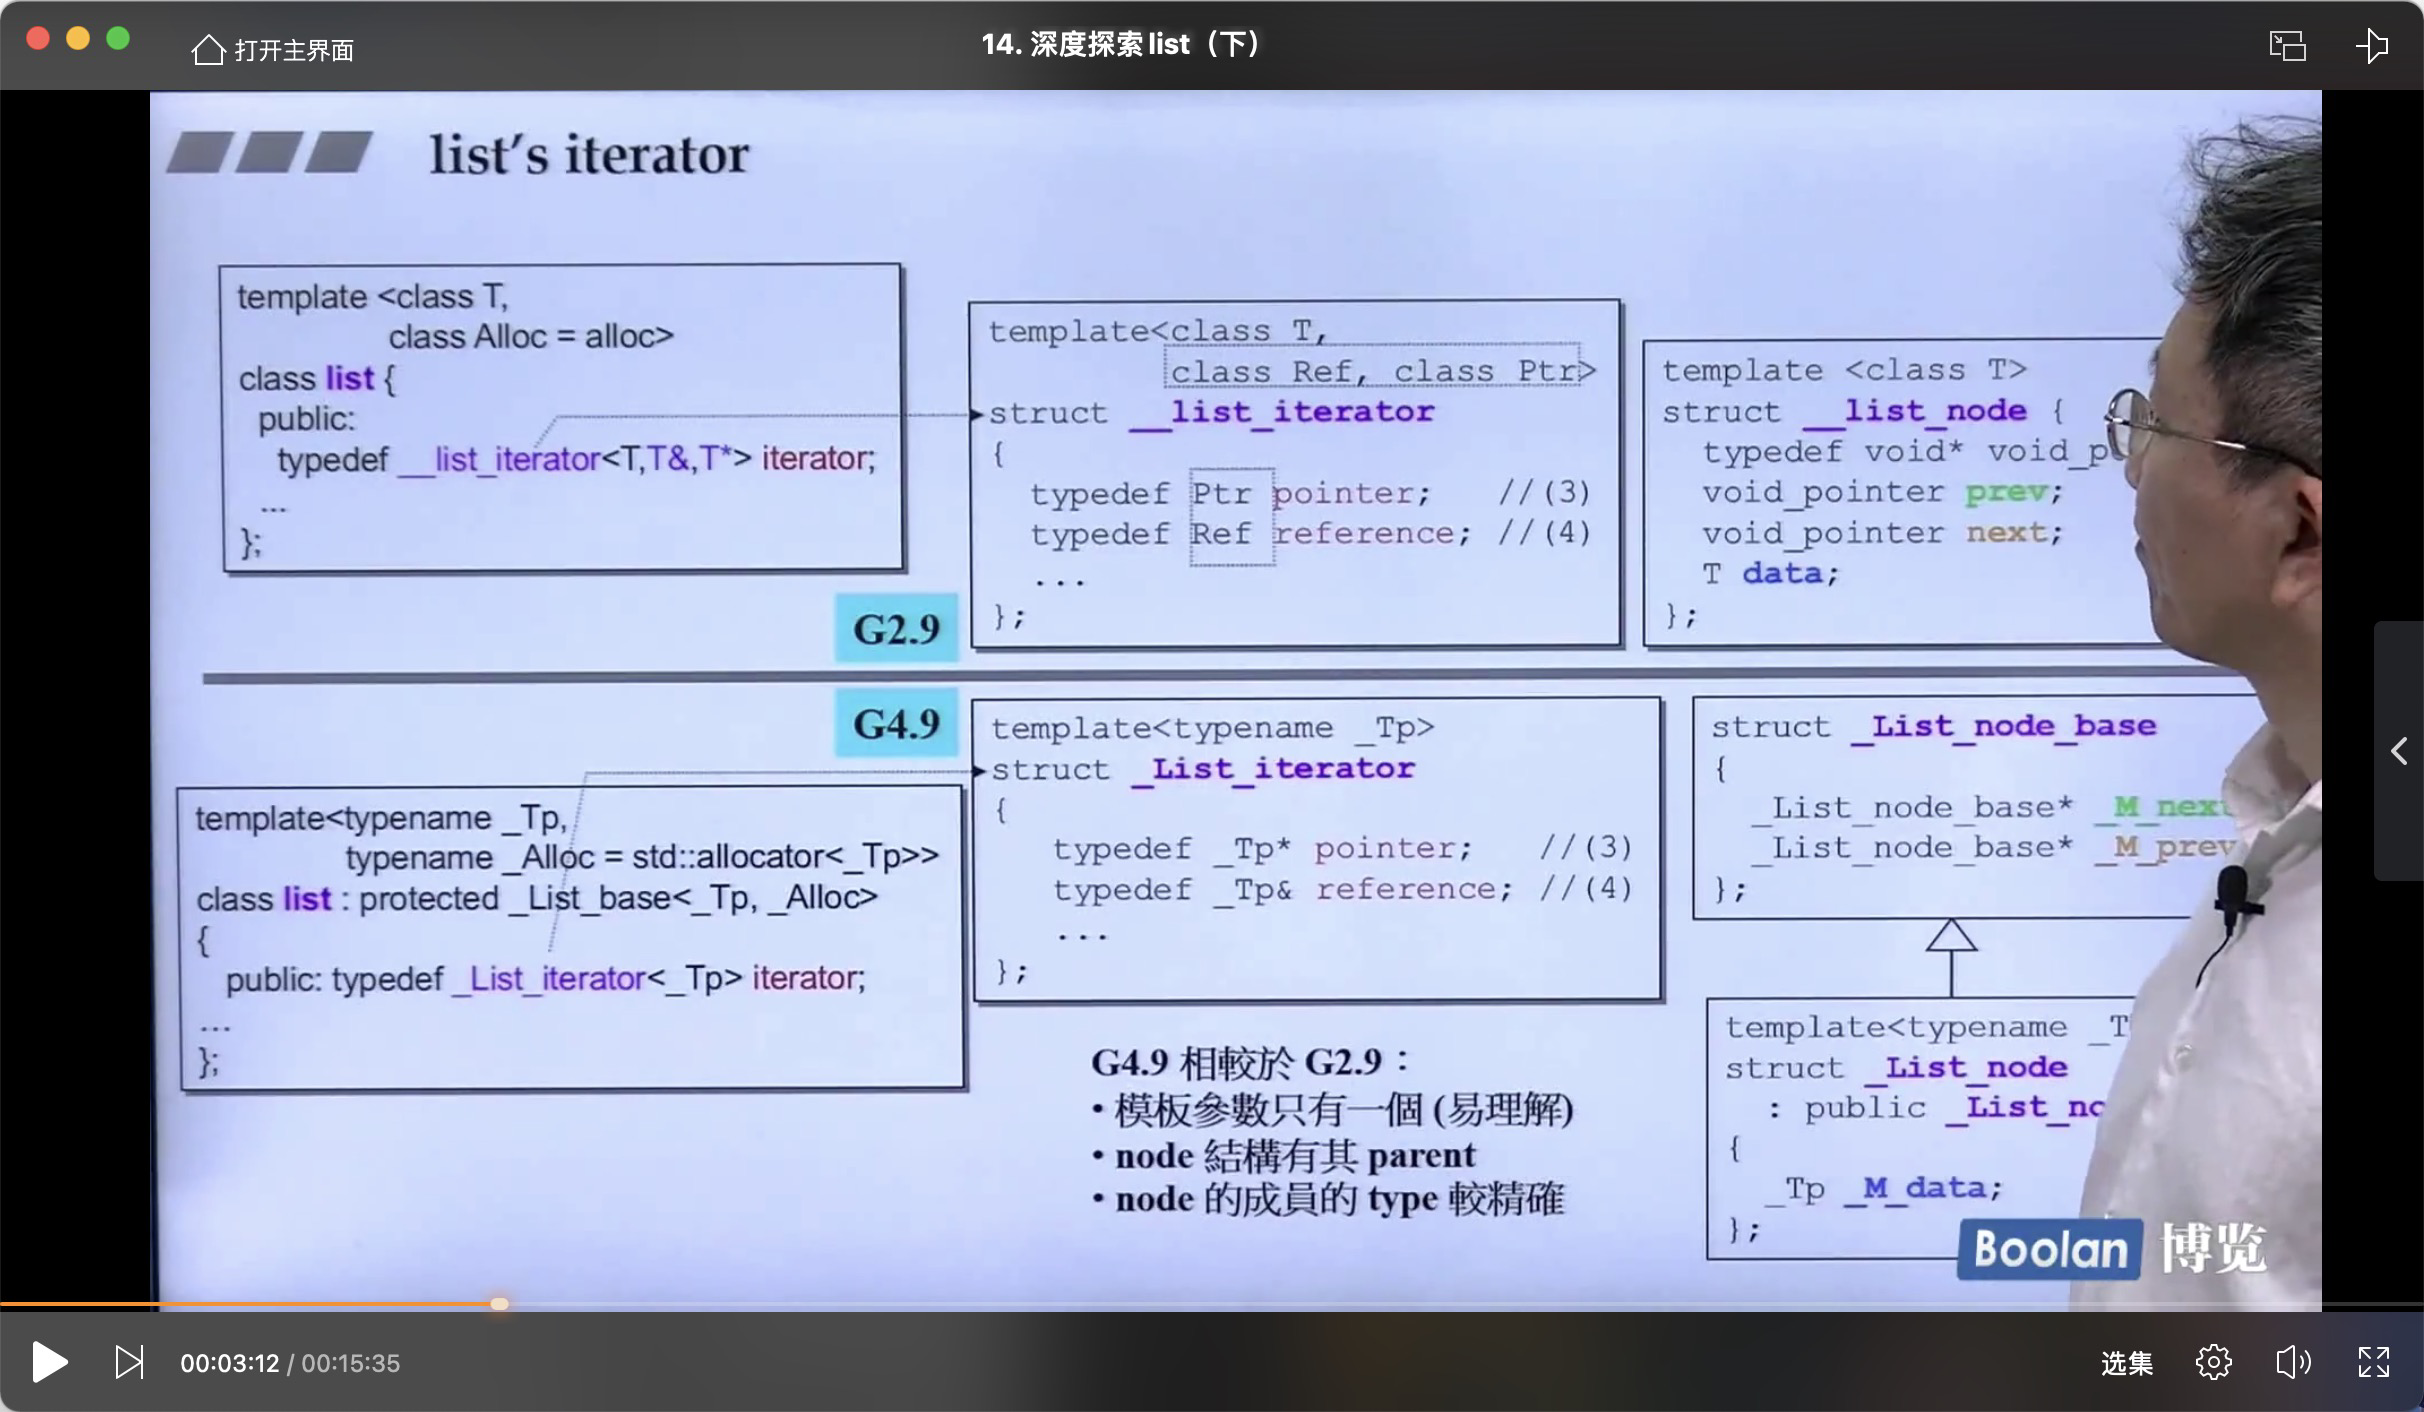 打开主界面
14. 深度探索list（下）
list's iterator
template <class T,
class Alloc = alloc>
class list {
public:
typedef __list_iterator<T,T&,T*> iterator;
...
};
template<class T,
class Ref, class Ptr>
struct __list_iterator
{
typedef Ptr pointer; //(3)
typedef Ref reference; //(4)
...
};
template <class T>
struct __list_node {
typedef void* void_p
void_pointer prev;
void_pointer next;
T data;
};
G2.9
G4.9
template<typename _Tp,
typename _Alloc = std::allocator<_Tp>>
class list : protected _List_base<_Tp, _Alloc>
{
public: typedef _List_iterator<_Tp> iterator;
...
};
template<typename _Tp>
struct _List_iterator
{
typedef _Tp* pointer; //(3)
typedef _Tp& reference; //(4)
...
};
struct _List_node_base
{
_List_node_base* _M_next
_List_node_base* _M_prev
};
template<typename _T
struct _List_node
: public _List_no
{
_Tp _M_data;
};
G4.9 相較於 G2.9：
• 模板參數只有一個 (易理解)
• node 結構有其 parent
• node 的成員的 type 較精確
Boolan 博览
00:03:12 / 00:15:35
选集